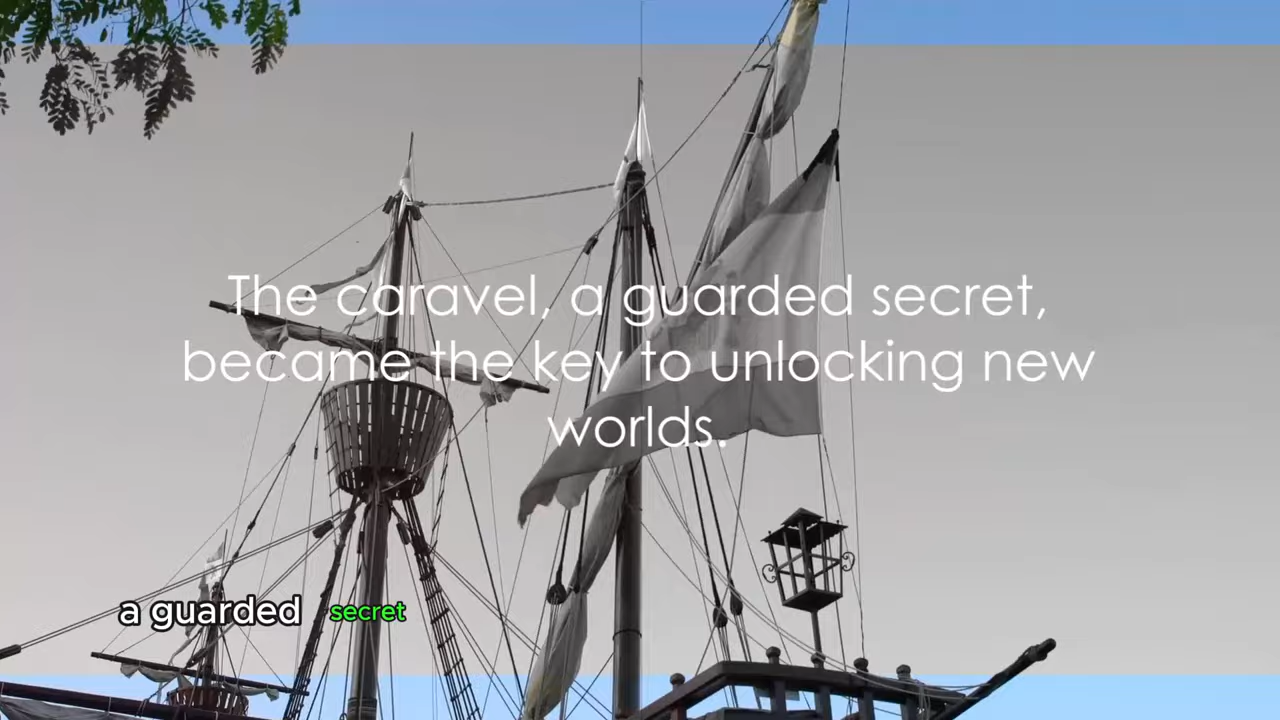 The caravel, a guarded secret,
became the key to unlocking new
worlds.
a guarded secret